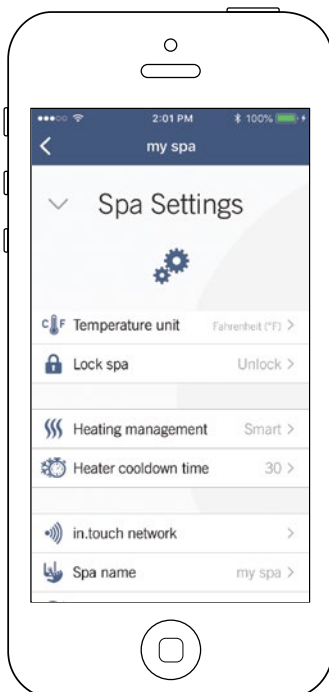 2:01 PM 100%
my spa
Spa Settings
C F Temperature unit Fahrenheit (°F) >
Lock spa Unlock >
Heating management Smart >
Heater cooldown time 30 >
in.touch network >
Spa name my spa >